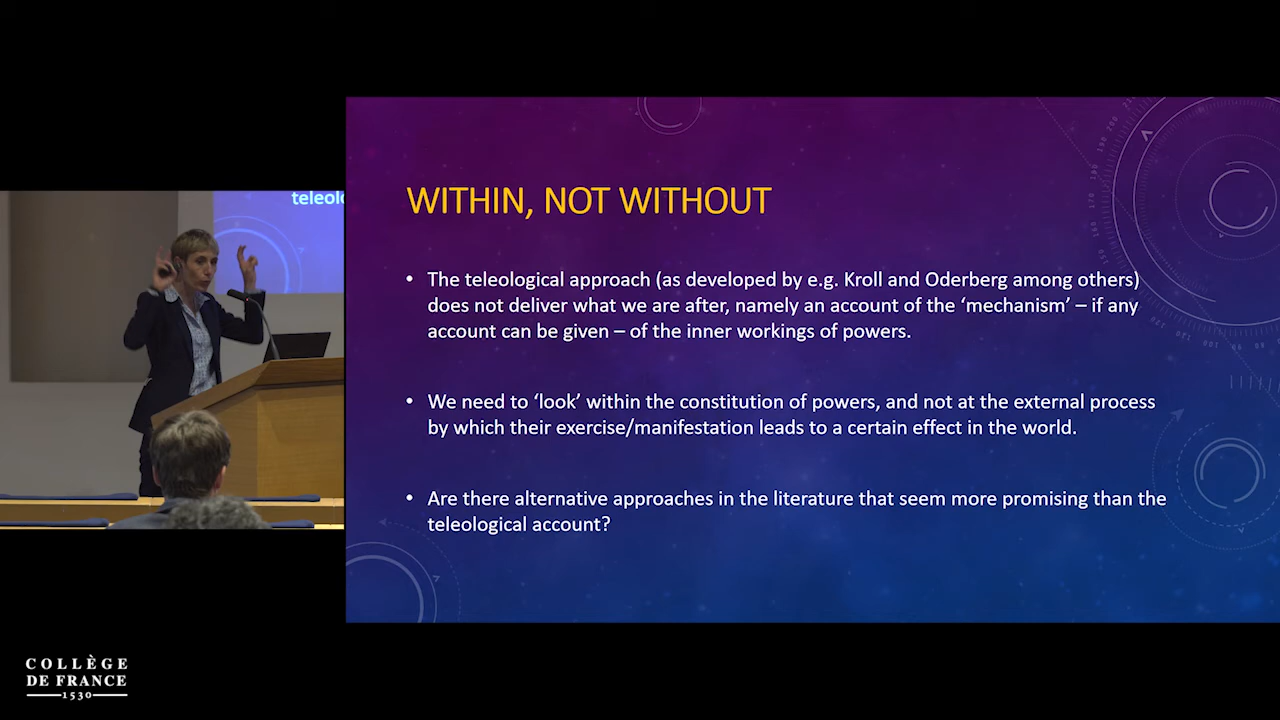 teleolo
WITHIN, NOT WITHOUT
• The teleological approach (as developed by e.g. Kroll and Oderberg among others)
does not deliver what we are after, namely an account of the ‘mechanism’ – if any
account can be given – of the inner workings of powers.
• We need to ‘look’ within the constitution of powers, and not at the external process
by which their exercise/manifestation leads to a certain effect in the world.
• Are there alternative approaches in the literature that seem more promising than the
teleological account?
COLLÈGE
DE FRANCE
1530